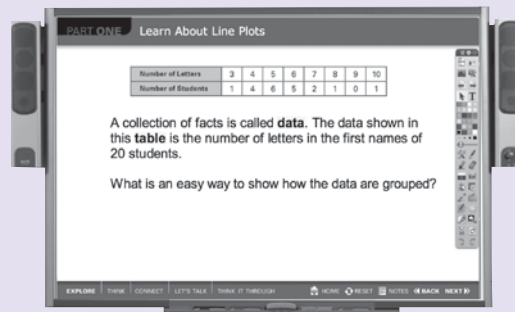 PART ONE Learn About Line Plots
Number of Letters 3 4 5 6 7 8 9 10
Number of Students 1 4 6 5 2 1 0 1
A collection of facts is called data. The data shown in
this table is the number of letters in the first names of
20 students.
What is an easy way to show how the data are grouped?
EXPLORE THINK CONNECT LET'S TALK THINK IT THROUGH HOME RESET NOTES BACK NEXT